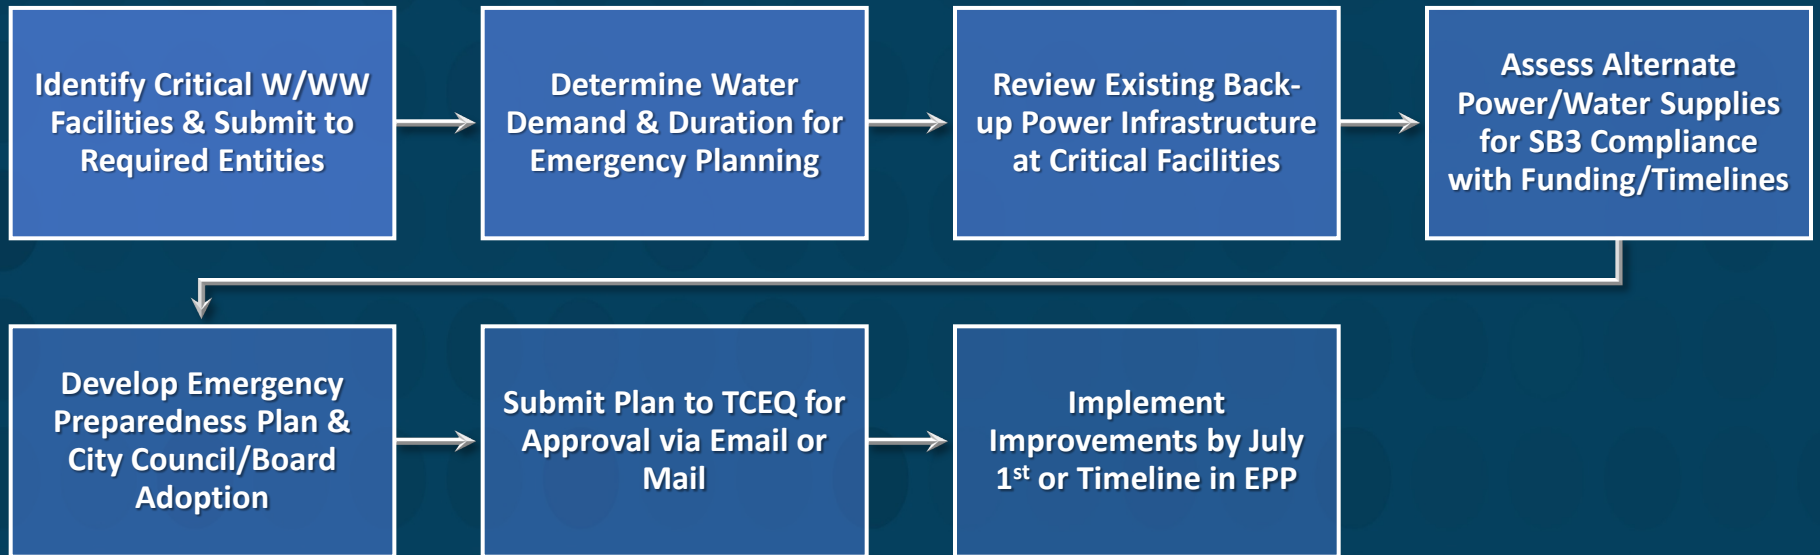 Identify Critical W/WW
Facilities & Submit to
Required Entities
Determine Water
Demand & Duration for
Emergency Planning
Review Existing Back-
up Power Infrastructure
at Critical Facilities
Assess Alternate
Power/Water Supplies
for SB3 Compliance
with Funding/Timelines
Develop Emergency
Preparedness Plan &
City Council/Board
Adoption
Submit Plan to TCEQ for
Approval via Email or
Mail
Implement
Improvements by July
1st or Timeline in EPP